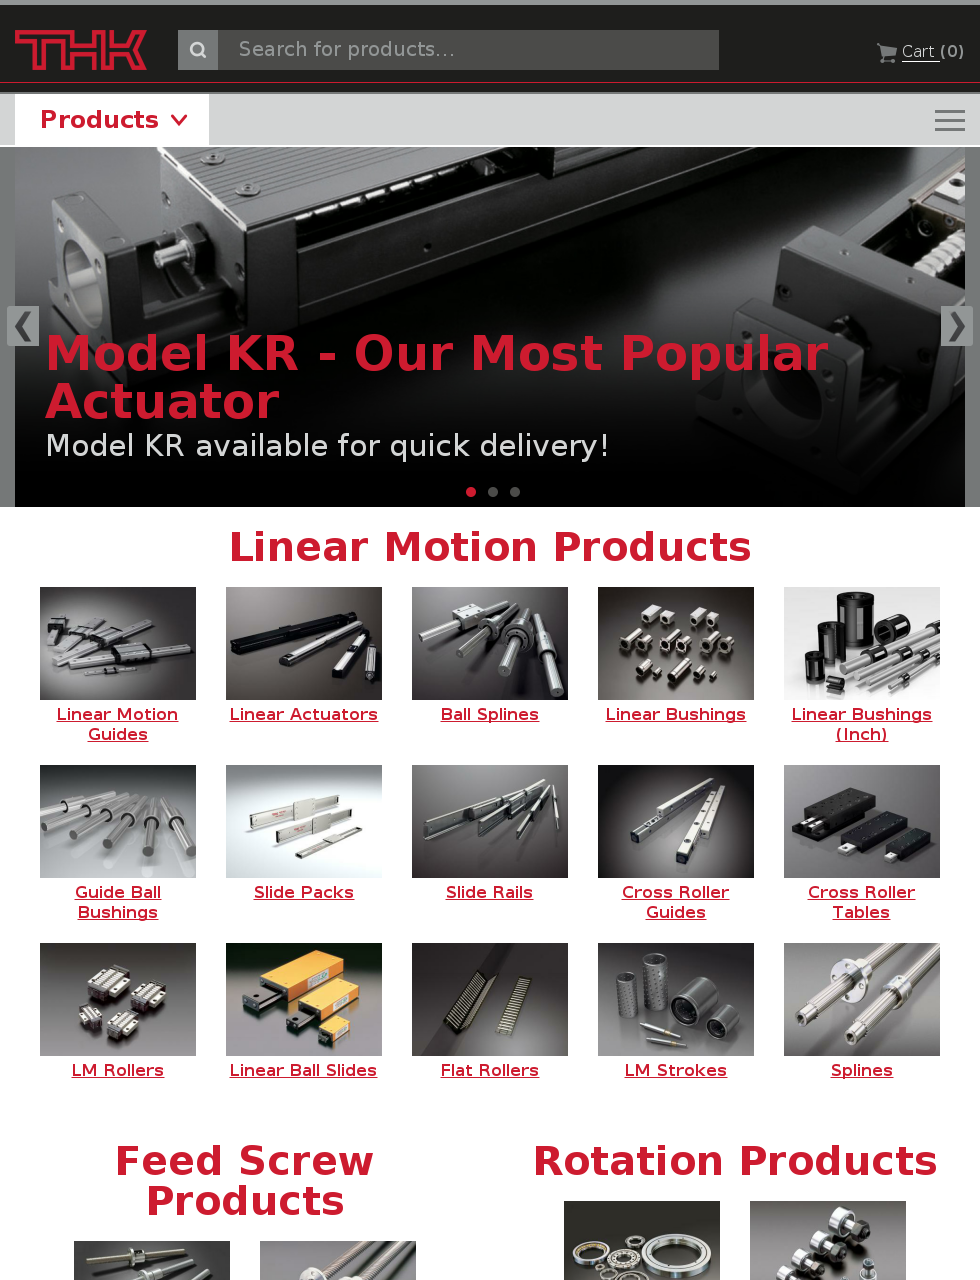 THK
Search for products...
Cart (0)
Products
Model KR - Our Most Popular
Actuator
Model KR available for quick delivery!
Linear Motion Products
Linear Motion
Guides
Linear Actuators
Ball Splines
Linear Bushings
Linear Bushings
(Inch)
Guide Ball
Bushings
Slide Packs
Slide Rails
Cross Roller
Guides
Cross Roller
Tables
LM Rollers
Linear Ball Slides
Flat Rollers
LM Strokes
Splines
Feed Screw
Products
Rotation Products